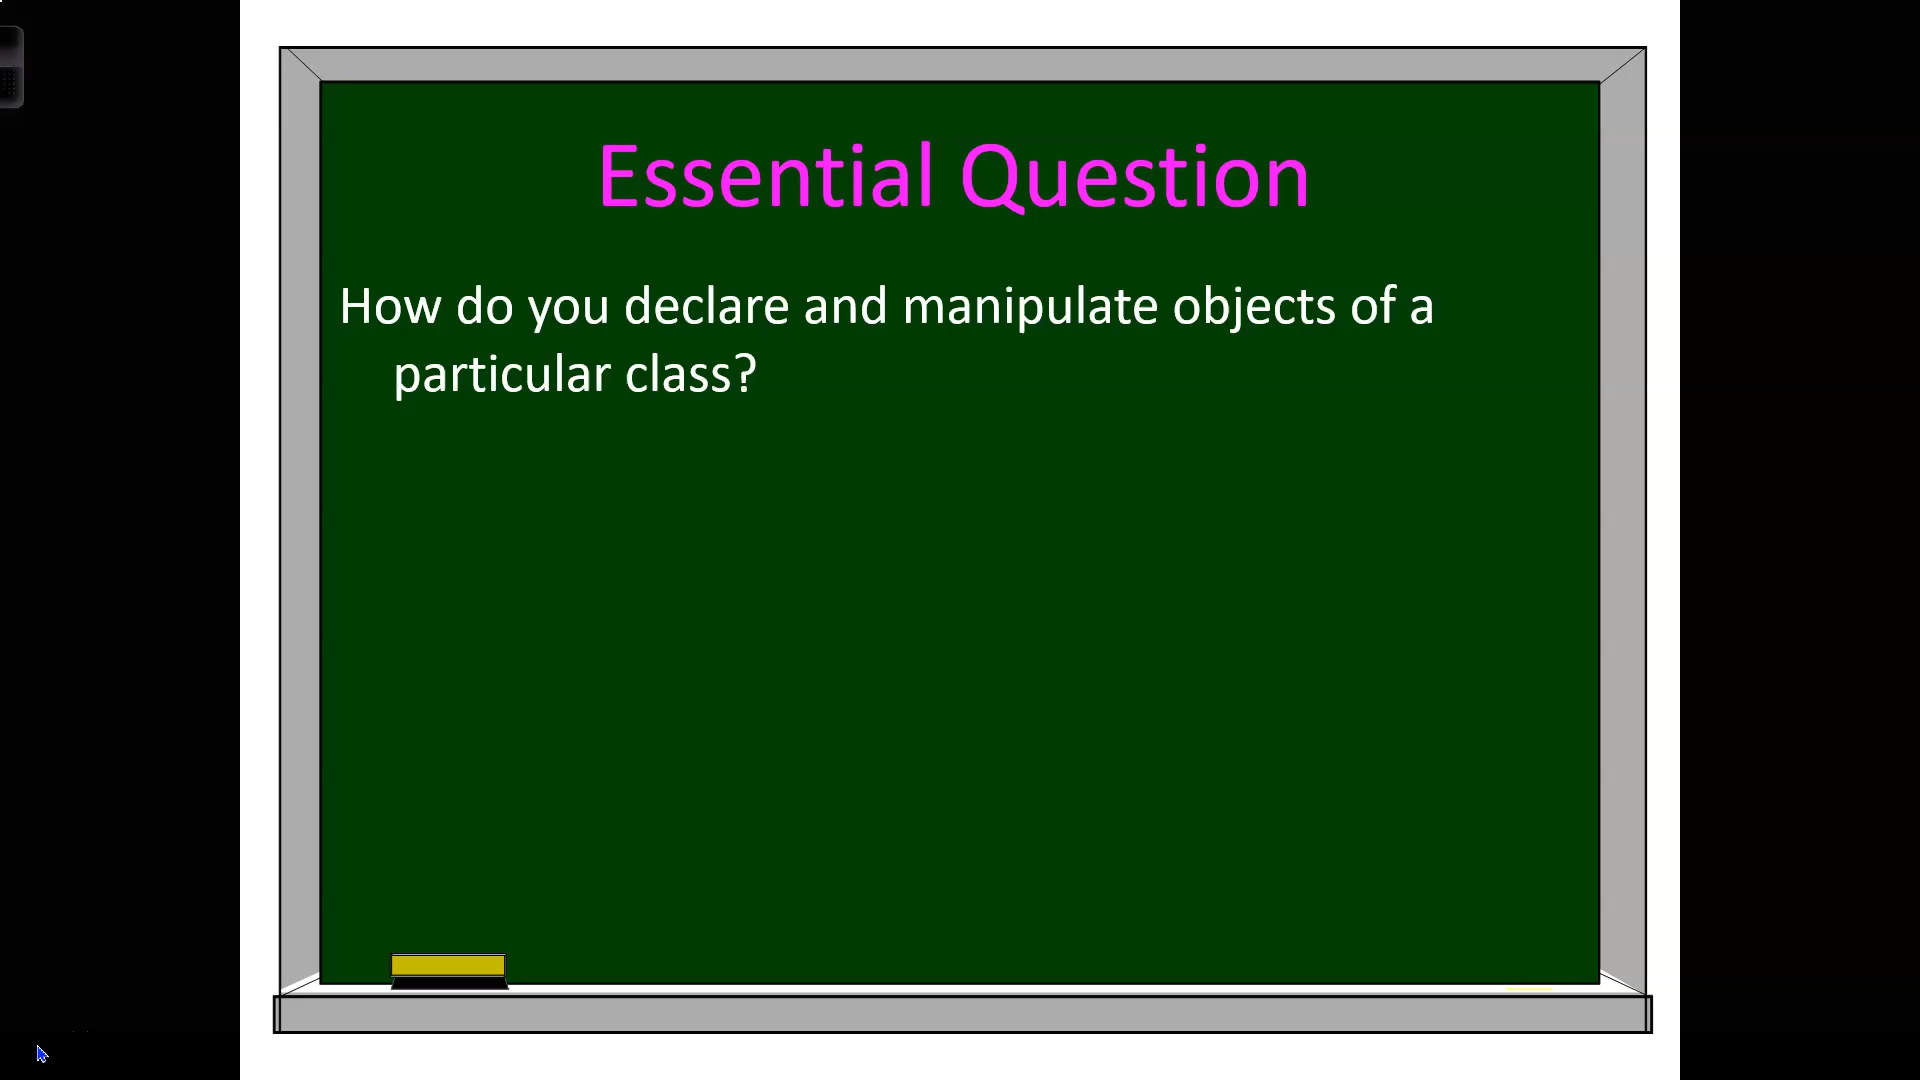 Essential Question
How do you declare and manipulate objects of a
particular class?